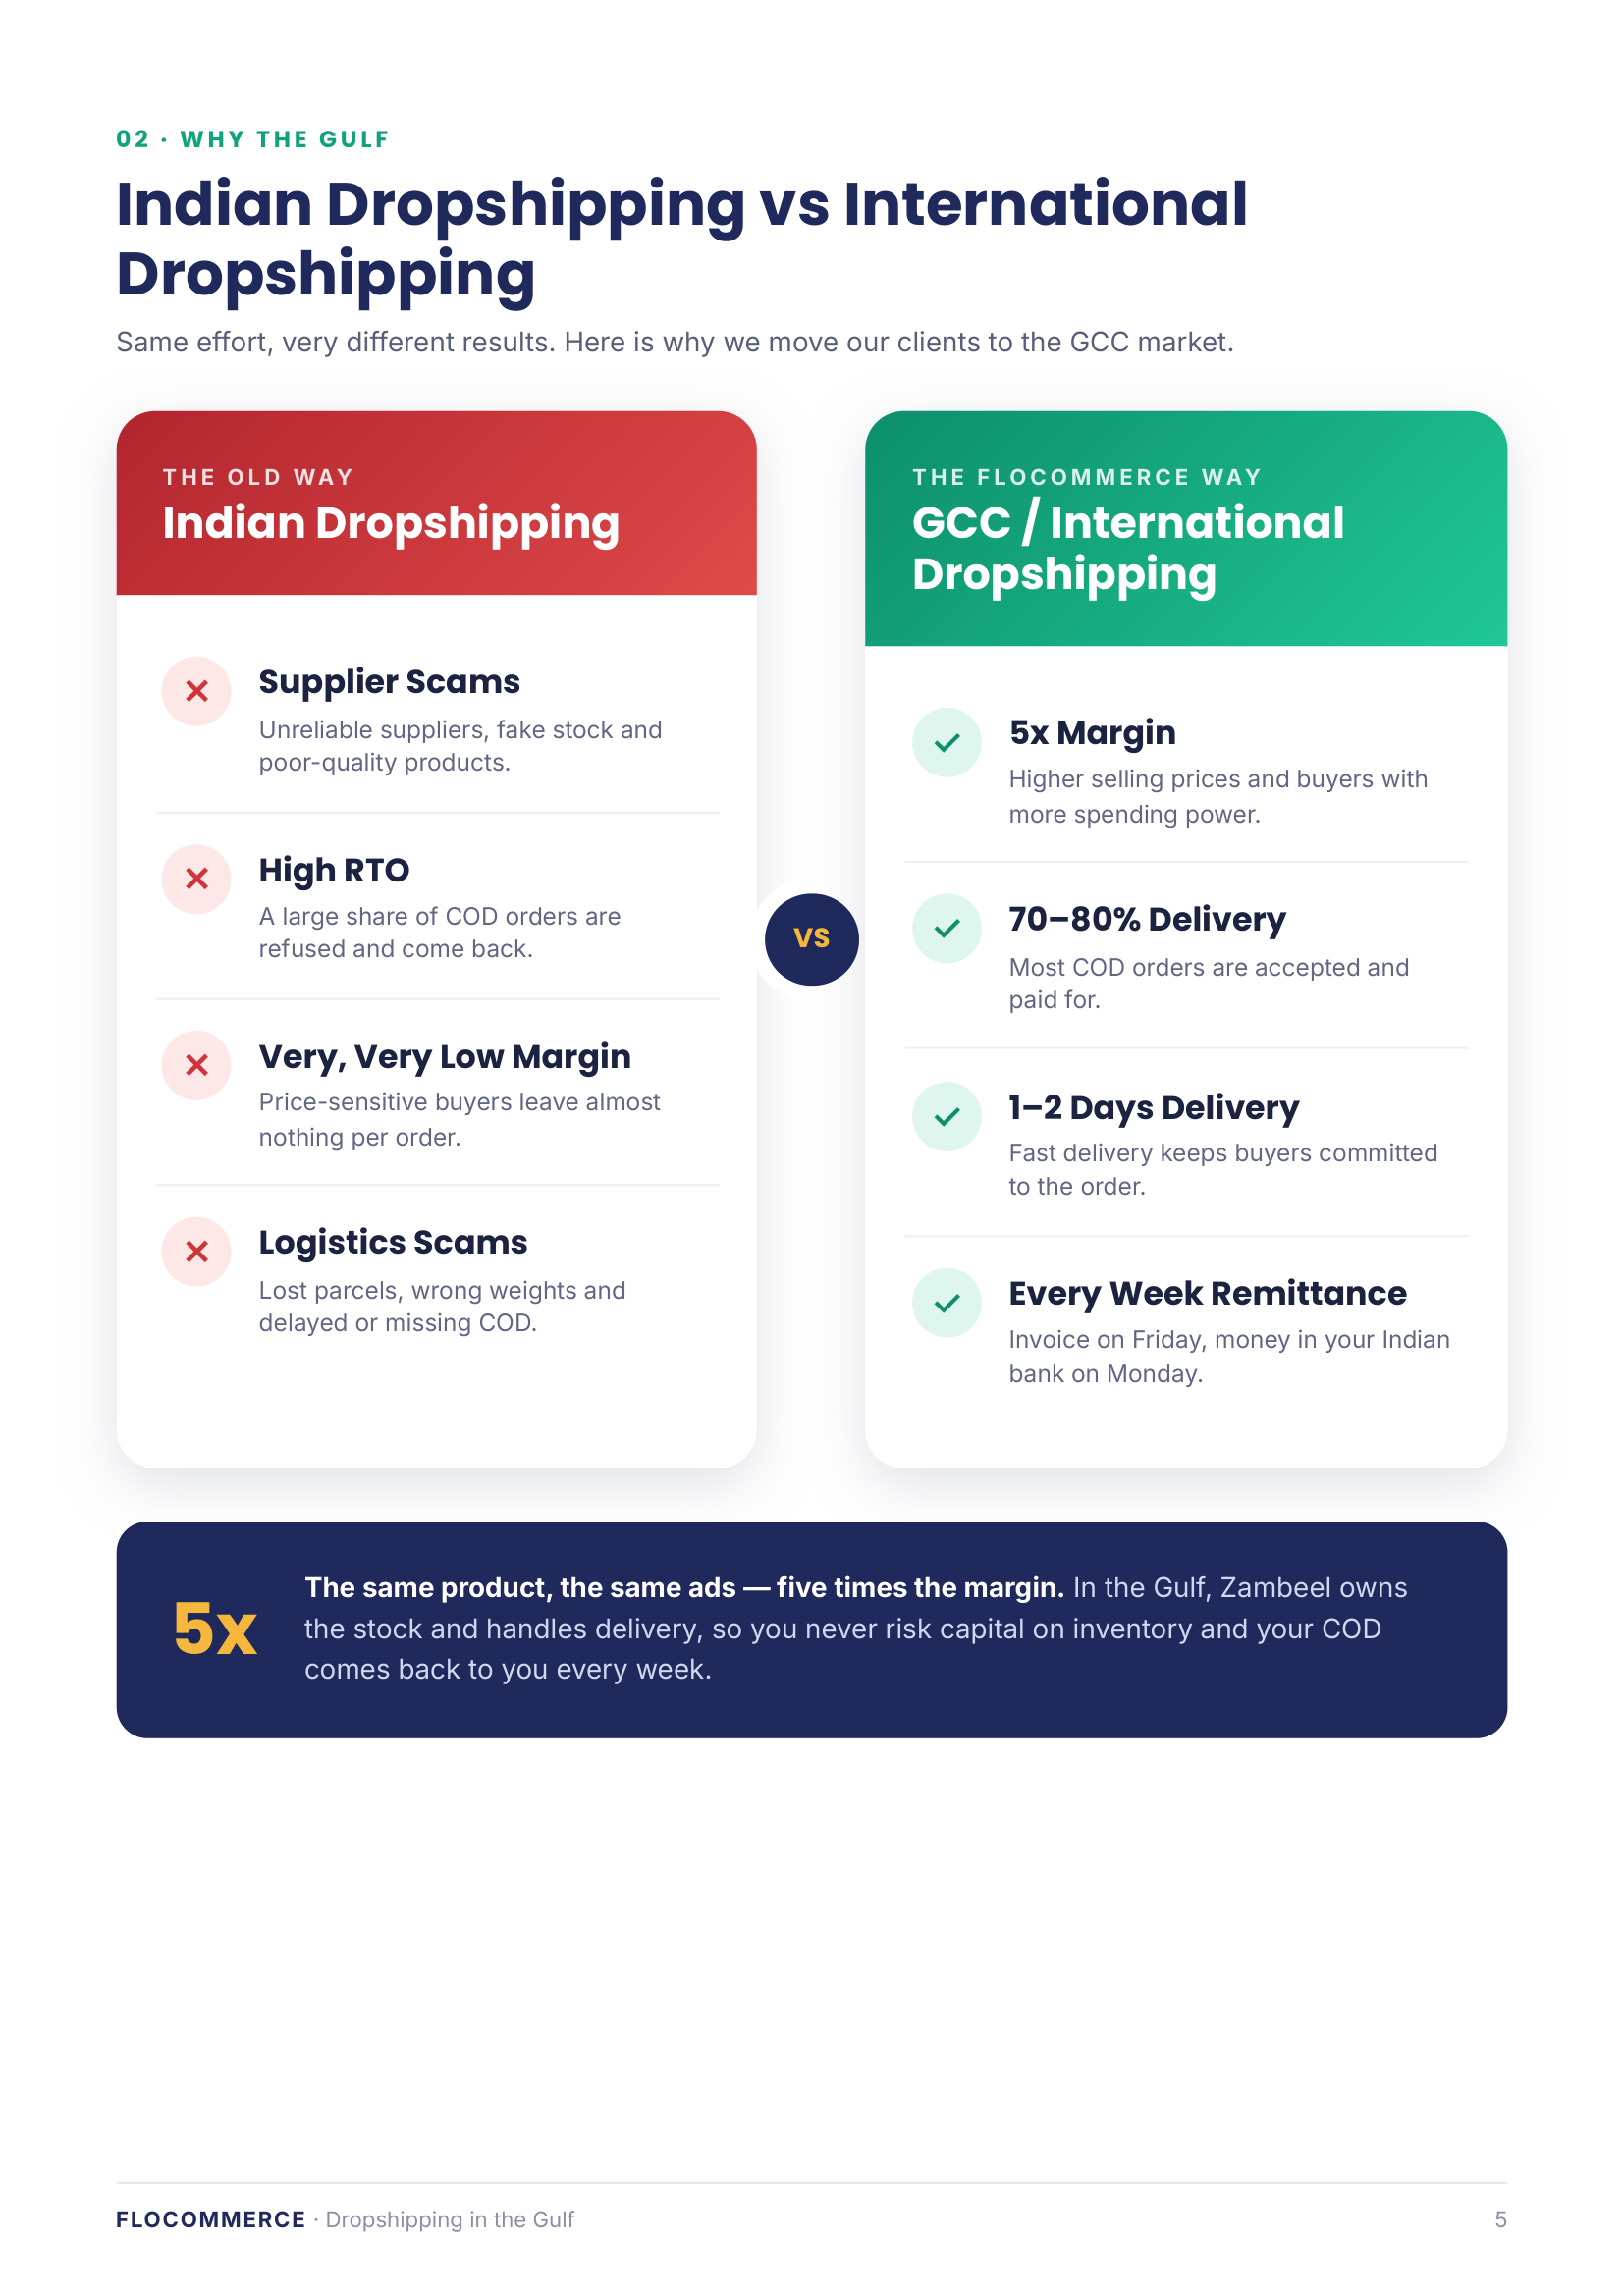 02 · WHY THE GULF
Indian Dropshipping vs International
Dropshipping
Same effort, very different results. Here is why we move our clients to the GCC market.
THE OLD WAY
Indian Dropshipping
Supplier Scams
Unreliable suppliers, fake stock and
poor-quality products.
High RTO
A large share of COD orders are
refused and come back.
Very, Very Low Margin
Price-sensitive buyers leave almost
nothing per order.
Logistics Scams
Lost parcels, wrong weights and
delayed or missing COD.
VS
THE FLOCOMMERCE WAY
GCC / International
Dropshipping
5x Margin
Higher selling prices and buyers with
more spending power.
70–80% Delivery
Most COD orders are accepted and
paid for.
1–2 Days Delivery
Fast delivery keeps buyers committed
to the order.
Every Week Remittance
Invoice on Friday, money in your Indian
bank on Monday.
5x
The same product, the same ads — five times the margin. In the Gulf, Zambeel owns
the stock and handles delivery, so you never risk capital on inventory and your COD
comes back to you every week.
FLOCOMMERCE · Dropshipping in the Gulf
5